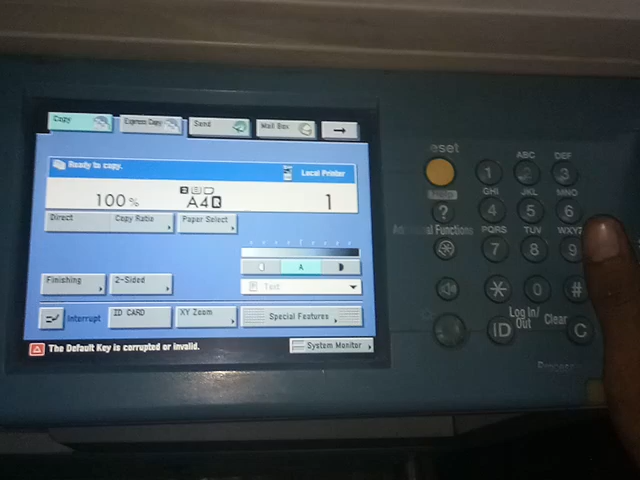 Copy
Express Copy
Send
Mail Box
Ready to copy.
Local Printer
100%
A4
1
Direct
Copy Ratio
Paper Select
A
Finishing
2-Sided
Text
Interrupt
ID CARD
XY Zoom
Special Features
The Default Key is corrupted or invalid.
System Monitor
eset
ABC
DEF
1
2
3
GHI
JKL
MNO
?
4
5
6
Additional Functions
PQRS
TUV
WXYZ
7
8
9
0
#
Log In/
Out
Clear
ID
C